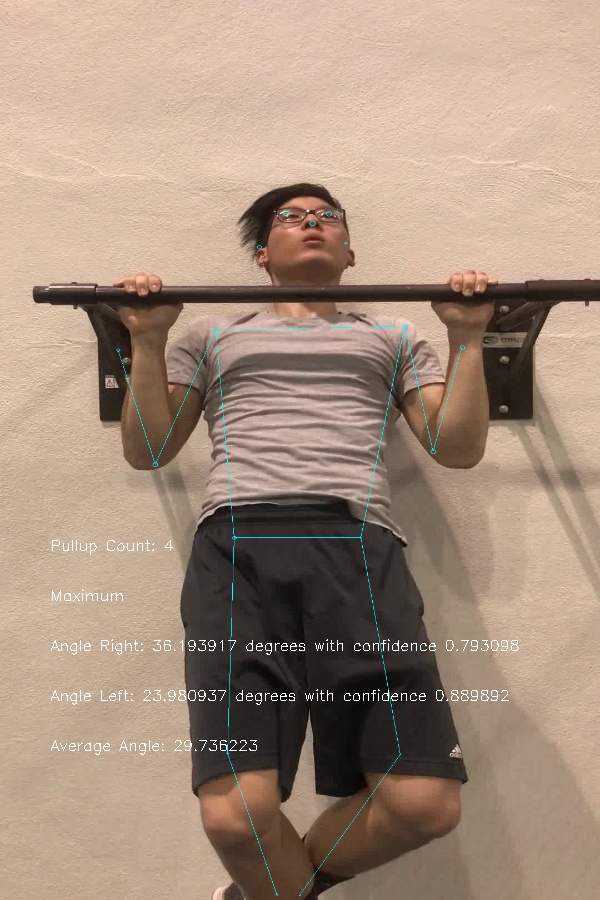 Pullup Count: 4
Maximum
Angle Right: 36.193917 degrees with confidence 0.793098
Angle Left: 23.980937 degrees with confidence 0.889892
Average Angle: 29.736223